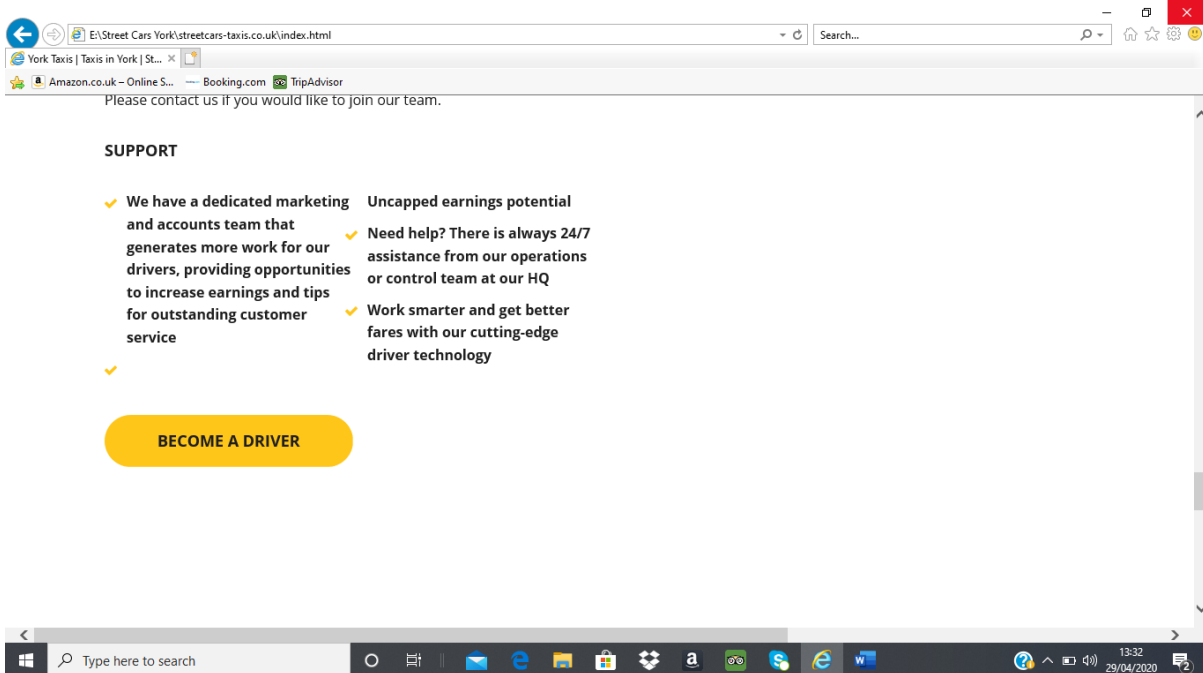 E:\Street Cars York\streetcars-taxis.co.uk\index.html
Search...
York Taxis | Taxis in York | St...
Amazon.co.uk – Online S...
Booking.com
TripAdvisor
Please contact us if you would like to join our team.
SUPPORT
We have a dedicated marketing
and accounts team that
generates more work for our
drivers, providing opportunities
to increase earnings and tips
for outstanding customer
service
Uncapped earnings potential
Need help? There is always 24/7
assistance from our operations
or control team at our HQ
Work smarter and get better
fares with our cutting-edge
driver technology
BECOME A DRIVER
Type here to search
13:32
29/04/2020
2